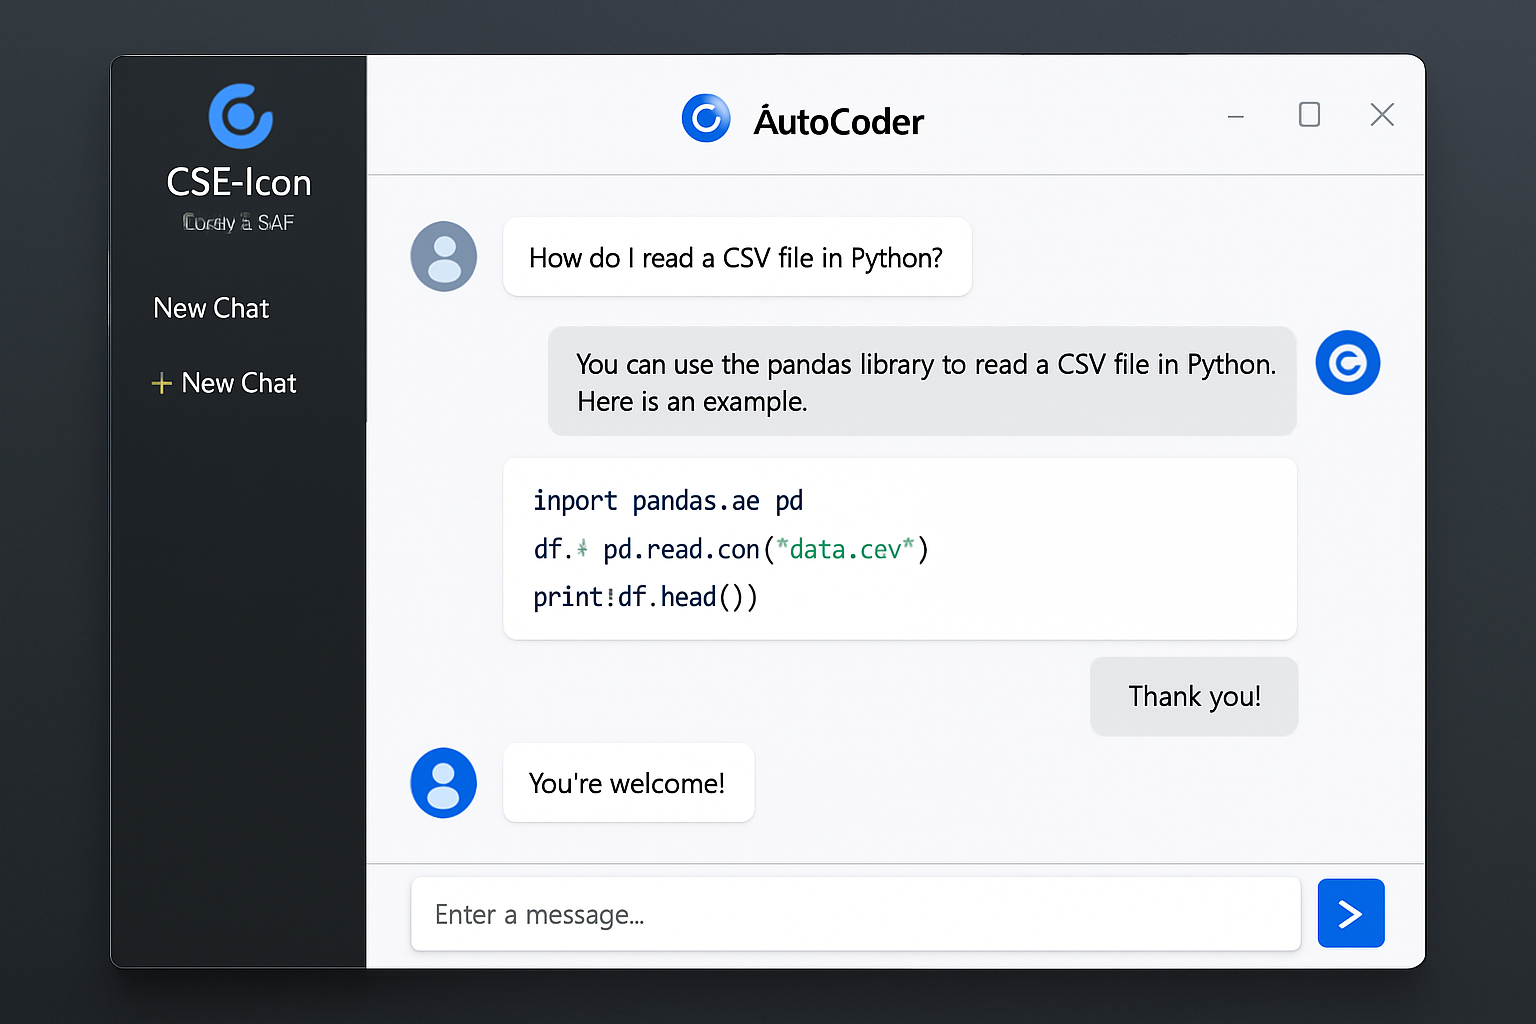 CSE-Icon
a SAF
New Chat
+ New Chat
ÁutoCoder
How do I read a CSV file in Python?
You can use the pandas library to read a CSV file in Python.
Here is an example.
inport pandas.ae pd
df. pd.read.con(*data.cev*)
print!df.head())
Thank you!
You're welcome!
Enter a message...